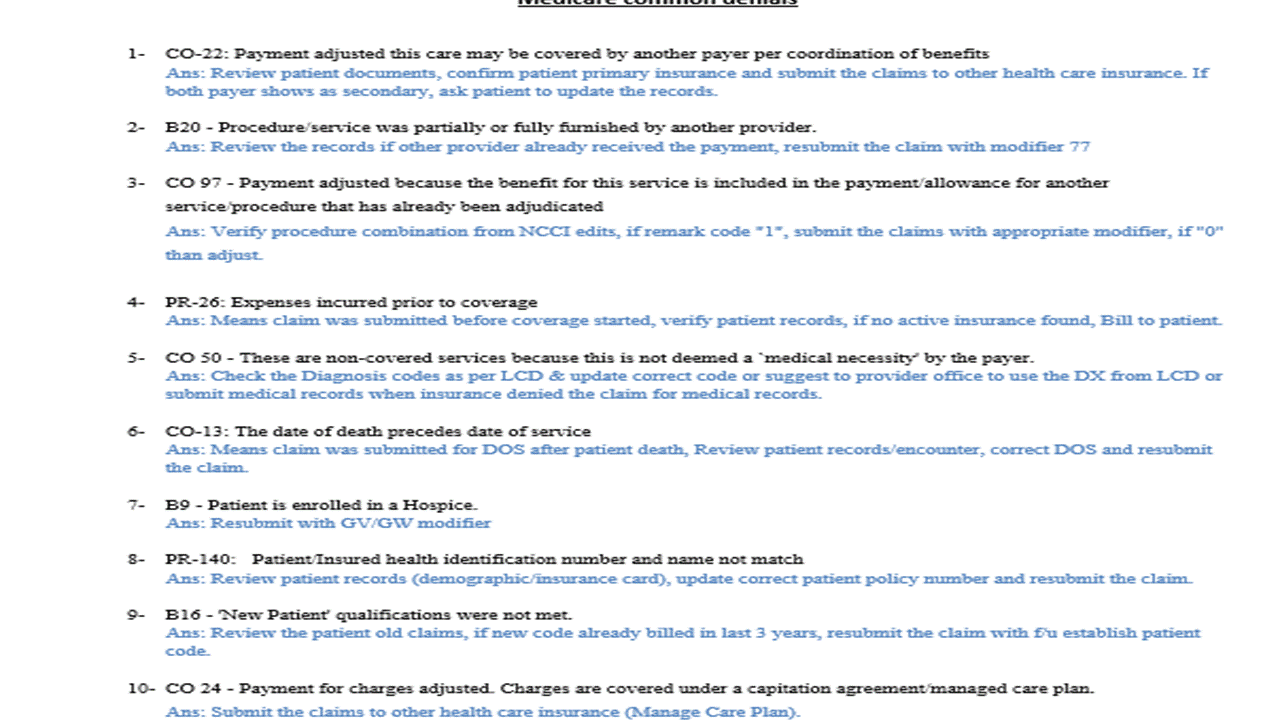 Medicare common denials
1- CO-22: Payment adjusted this care may be covered by another payer per coordination of benefits
Ans: Review patient documents, confirm patient primary insurance and submit the claims to other health care insurance. If
both payer shows as secondary, ask patient to update the records.
2- B20 - Procedure/service was partially or fully furnished by another provider.
Ans: Review the records if other provider already received the payment, resubmit the claim with modifier 77
3- CO 97 - Payment adjusted because the benefit for this service is included in the payment/allowance for another
service/procedure that has already been adjudicated
Ans: Verify procedure combination from NCCI edits, if remark code "1", submit the claims with appropriate modifier, if "0"
than adjust.
4- PR-26: Expenses incurred prior to coverage
Ans: Means claim was submitted before coverage started, verify patient records, if no active insurance found, Bill to patient.
5- CO 50 - These are non-covered services because this is not deemed a `medical necessity' by the payer.
Ans: Check the Diagnosis codes as per LCD & update correct code or suggest to provider office to use the DX from LCD or
submit medical records when insurance denied the claim for medical records.
6- CO-13: The date of death precedes date of service
Ans: Means claim was submitted for DOS after patient death, Review patient records/encounter, correct DOS and resubmit
the claim.
7- B9 - Patient is enrolled in a Hospice.
Ans: Resubmit with GV/GW modifier
8- PR-140: Patient/Insured health identification number and name not match
Ans: Review patient records (demographic/insurance card), update correct patient policy number and resubmit the claim.
9- B16 - 'New Patient' qualifications were not met.
Ans: Review the patient old claims, if new code already billed in last 3 years, resubmit the claim with f/u establish patient
code.
10- CO 24 - Payment for charges adjusted. Charges are covered under a capitation agreement/managed care plan.
Ans: Submit the claims to other health care insurance (Manage Care Plan).